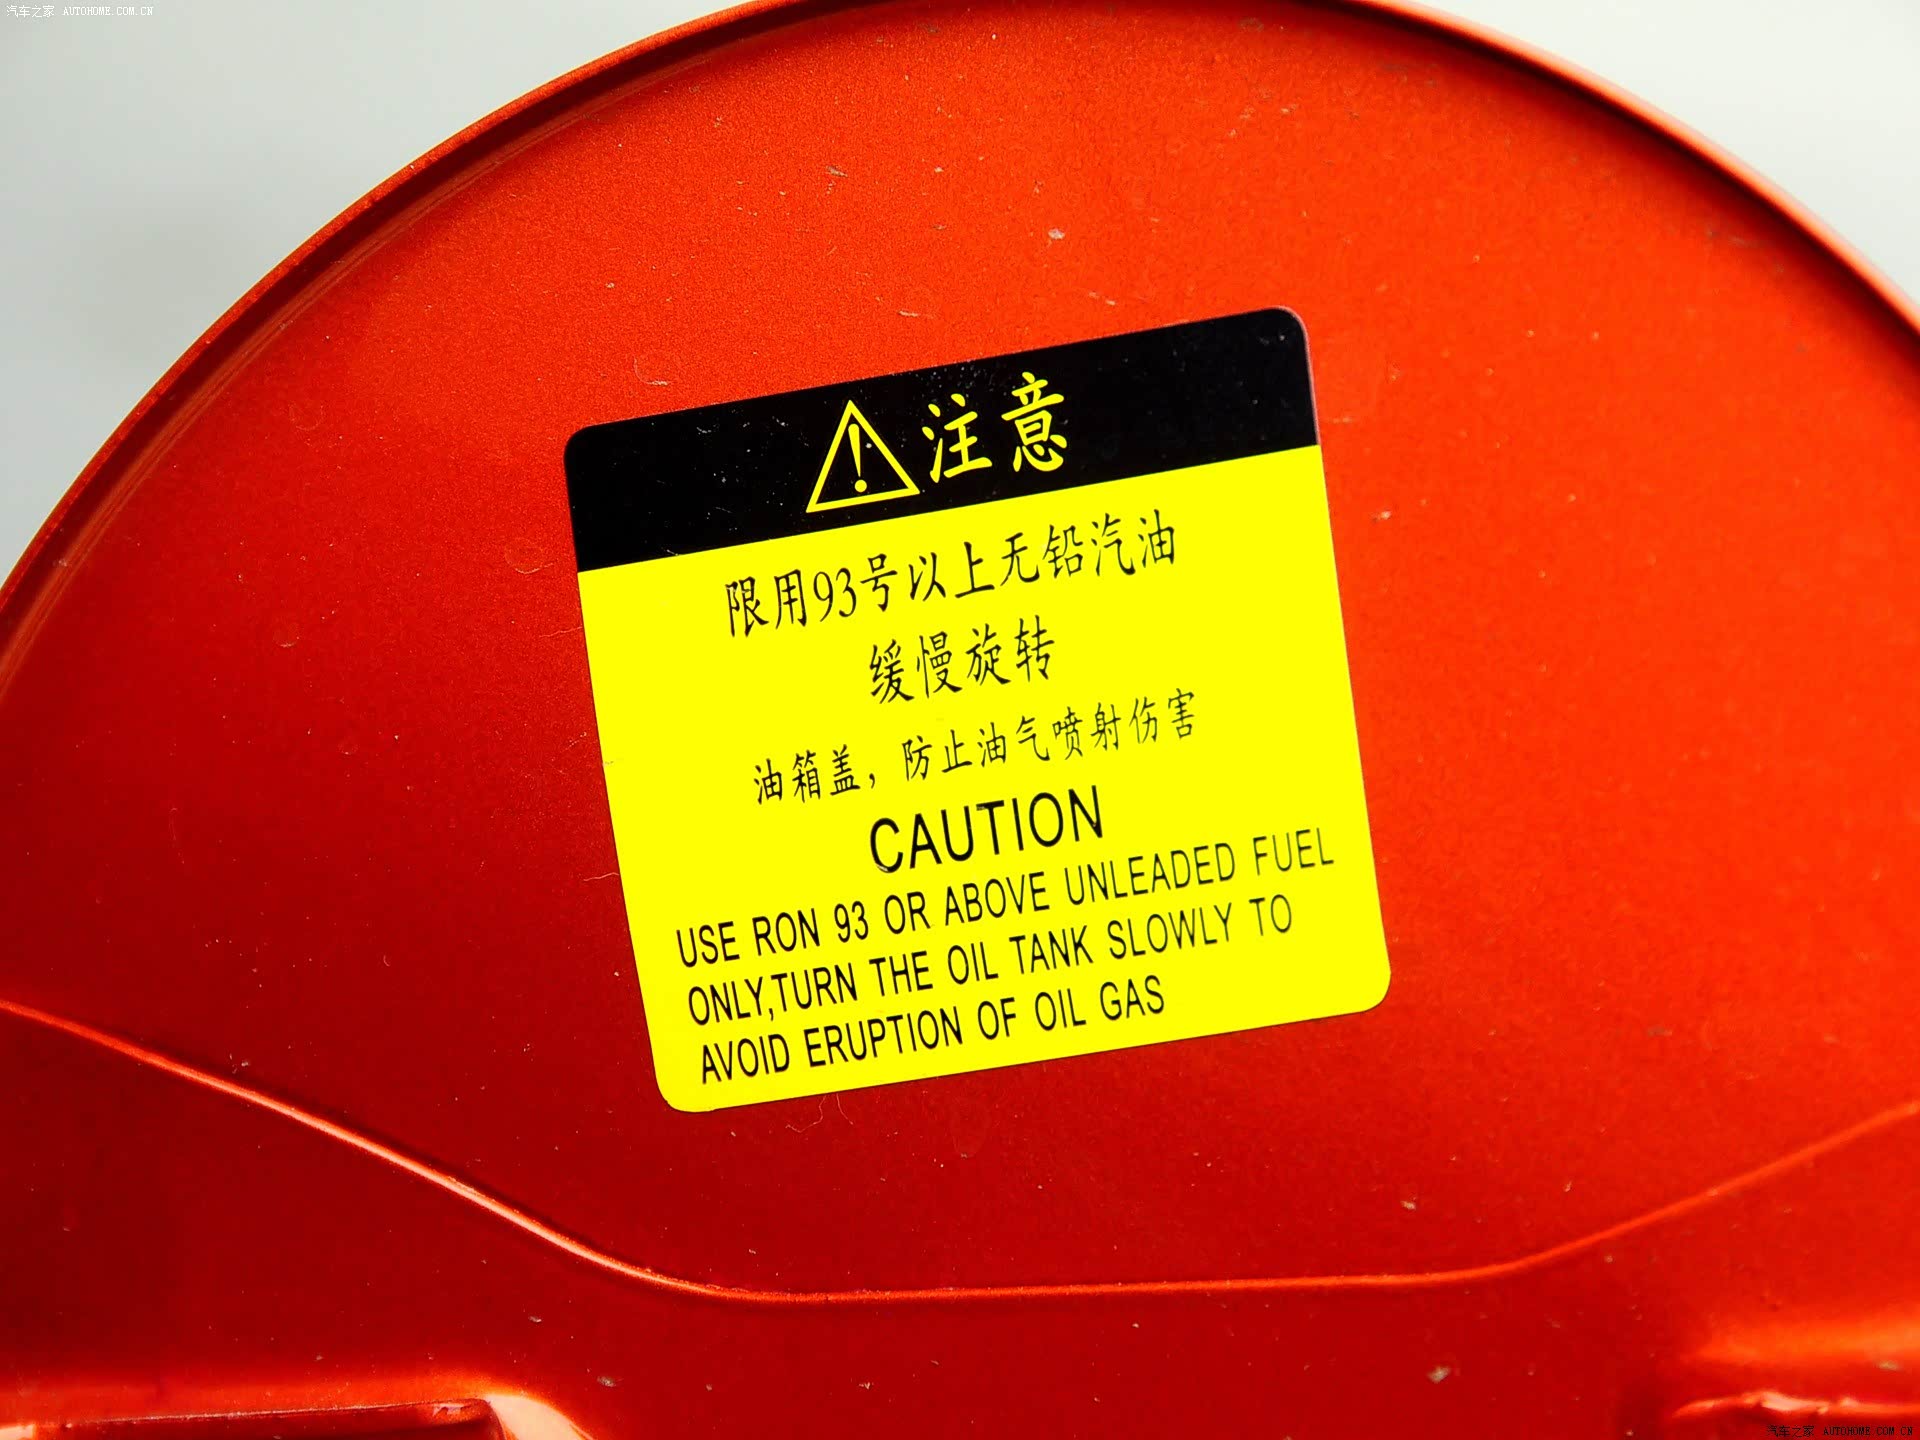 汽车之家 AUTOHOME.COM.CN
注意
限用93号以上无铅汽油
缓慢旋转
油箱盖，防止油气喷射伤害
CAUTION
USE RON 93 OR ABOVE UNLEADED FUEL
ONLY,TURN THE OIL TANK SLOWLY TO
AVOID ERUPTION OF OIL GAS
汽车之家 AUTOHOME.COM.CN